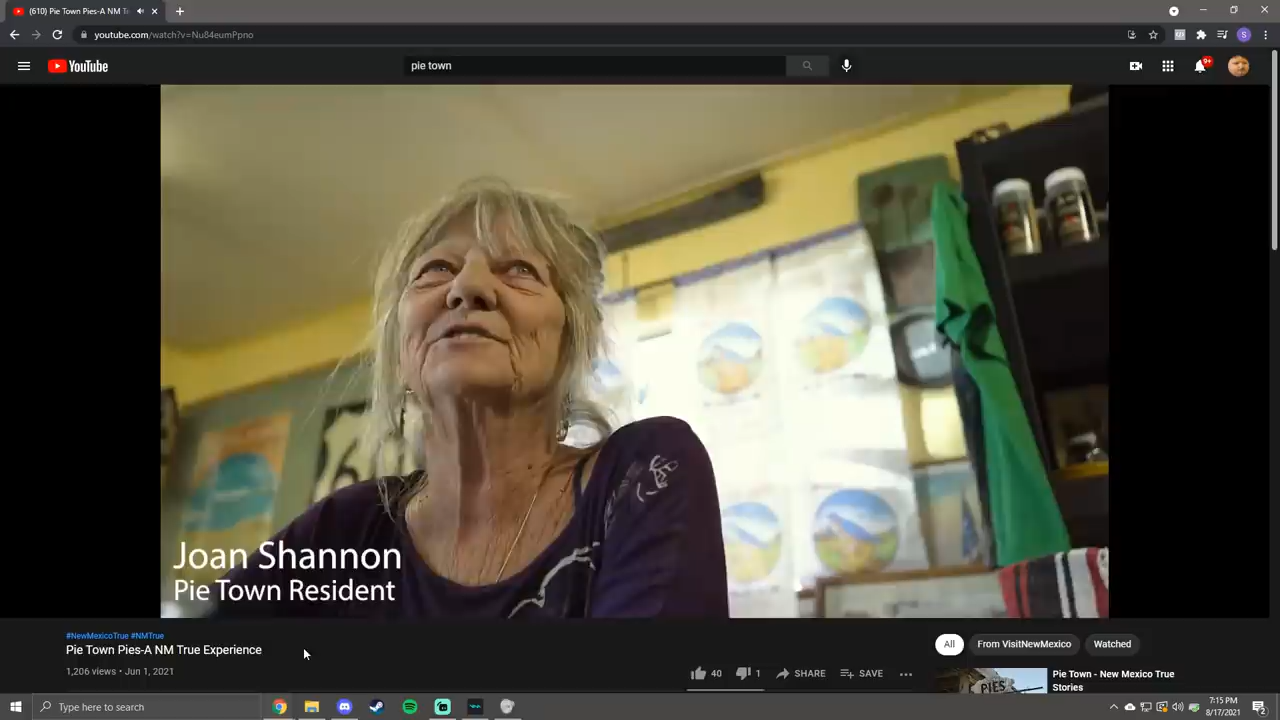 (610) Pie Town Pies-A NM T
youtube.com/watch?v=Nu84eumPpno
S
YouTube
pie town
9+
Joan Shannon
Pie Town Resident
#NewMexicoTrue #NMTrue
Pie Town Pies-A NM True Experience
1,206 views • Jun 1, 2021
40
1
SHARE
SAVE
All
From VisitNewMexico
Watched
PIES
Pie Town - New Mexico True
Stories
Type here to search
7:15 PM
8/17/2021
2